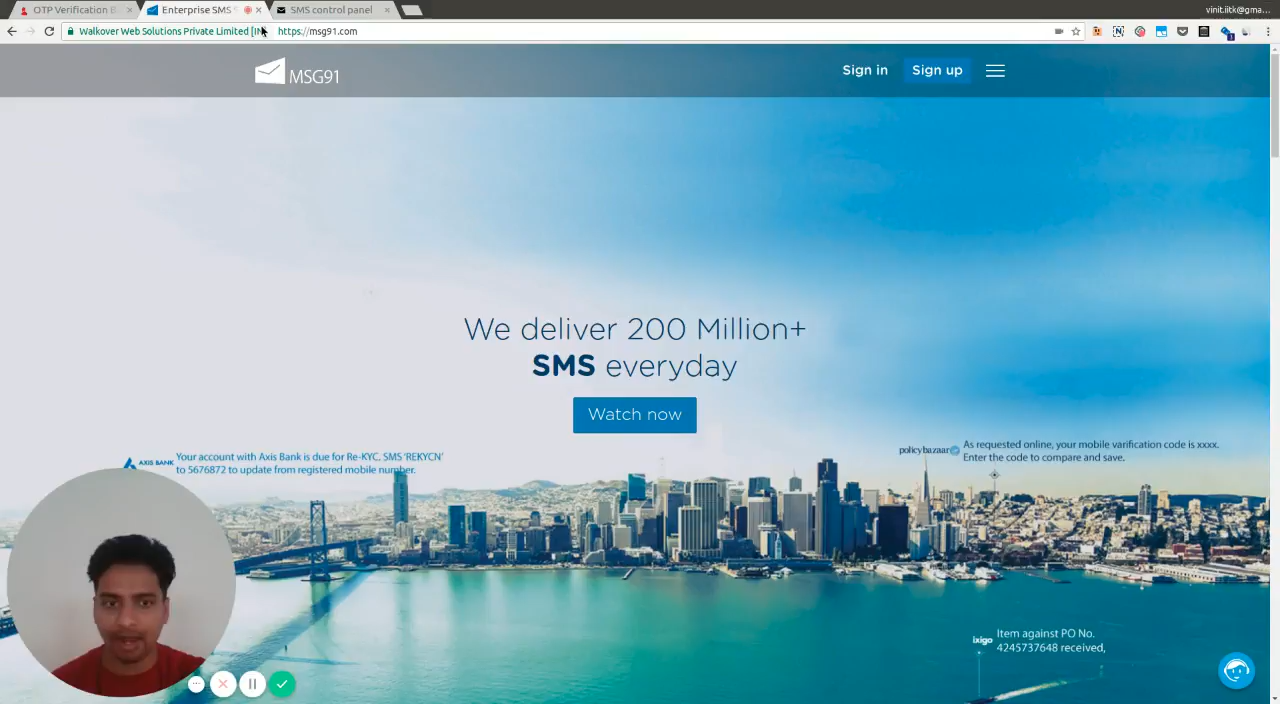 OTP Verification B
Enterprise SMS S
SMS control panel
vinit.iitk@gma...
Walkover Web Solutions Private Limited [IN]
https://msg91.com
MSG91
Sign in
Sign up
We deliver 200 Million+
SMS everyday
Watch now
AXIS BANK
Your account with Axis Bank is due for Re-KYC. SMS 'REKYCN'
to 5676872 to update from registered mobile number.
policybazaar
As requested online, your mobile varification code is xxxx.
Enter the code to compare and save.
ixigo
Item against PO No.
4245737648 received,